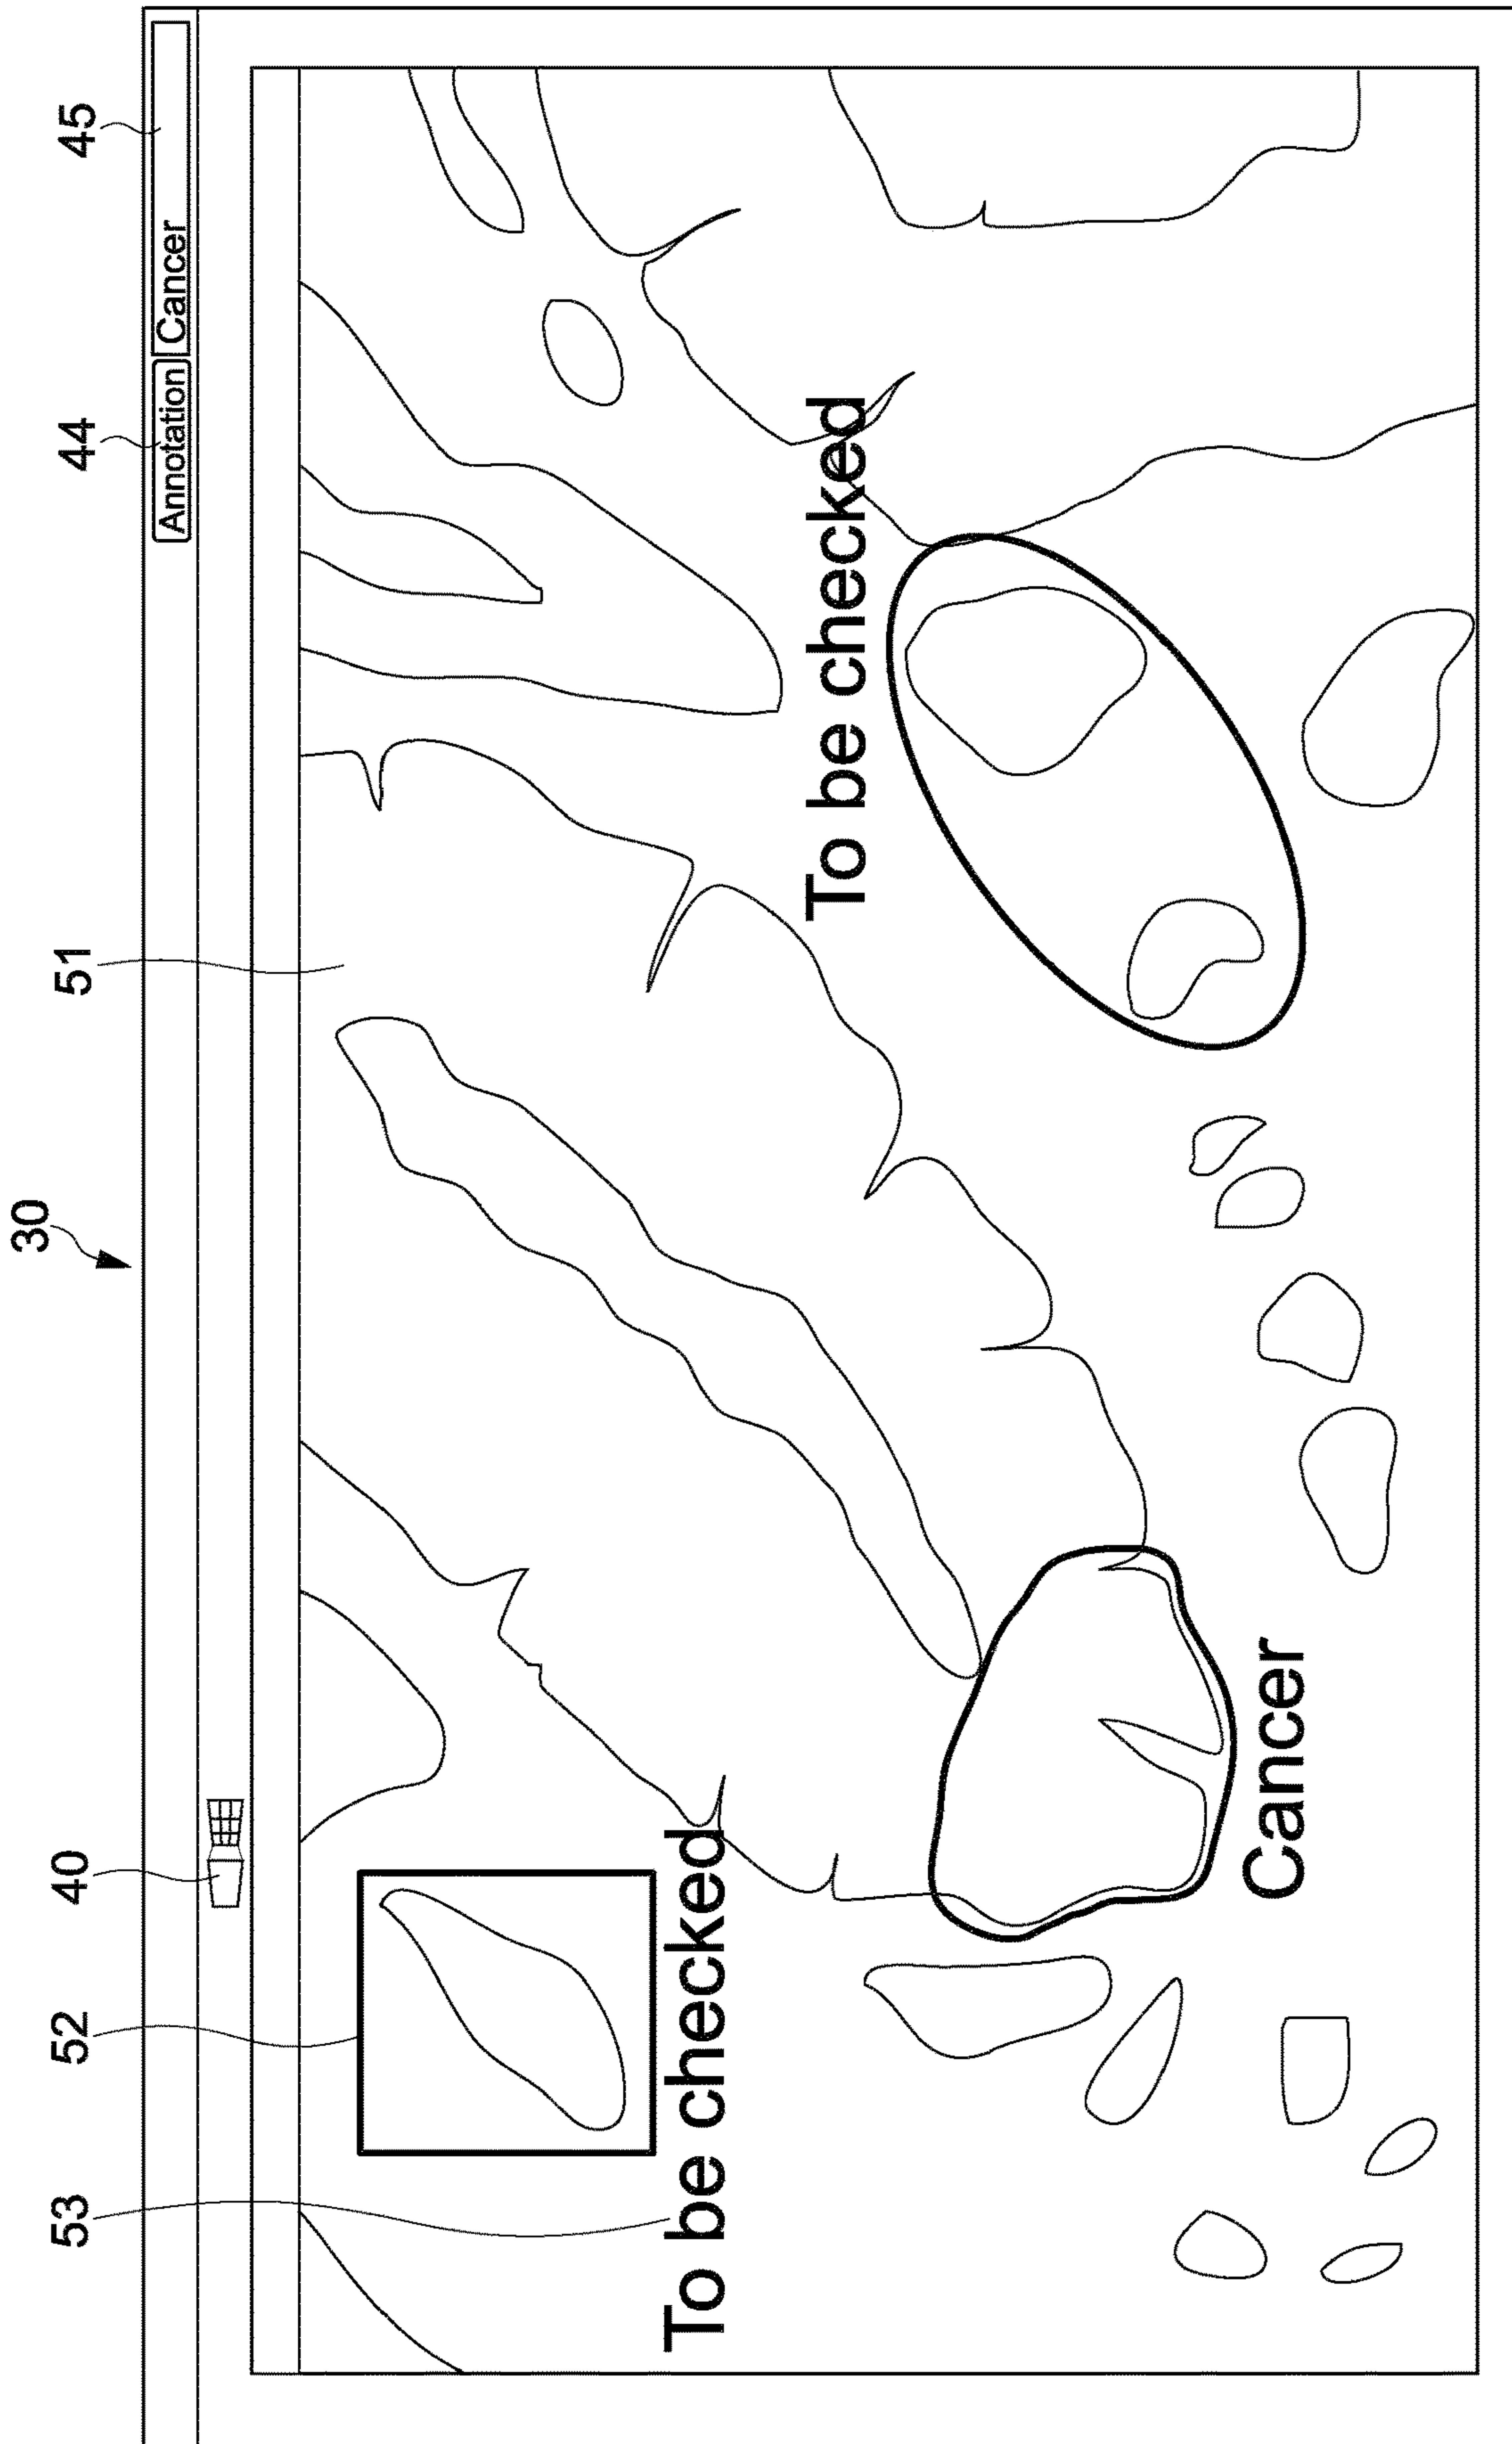 30
53 52 40 51 44 45
Annotation Cancer
To be checked
To be checked
Cancer